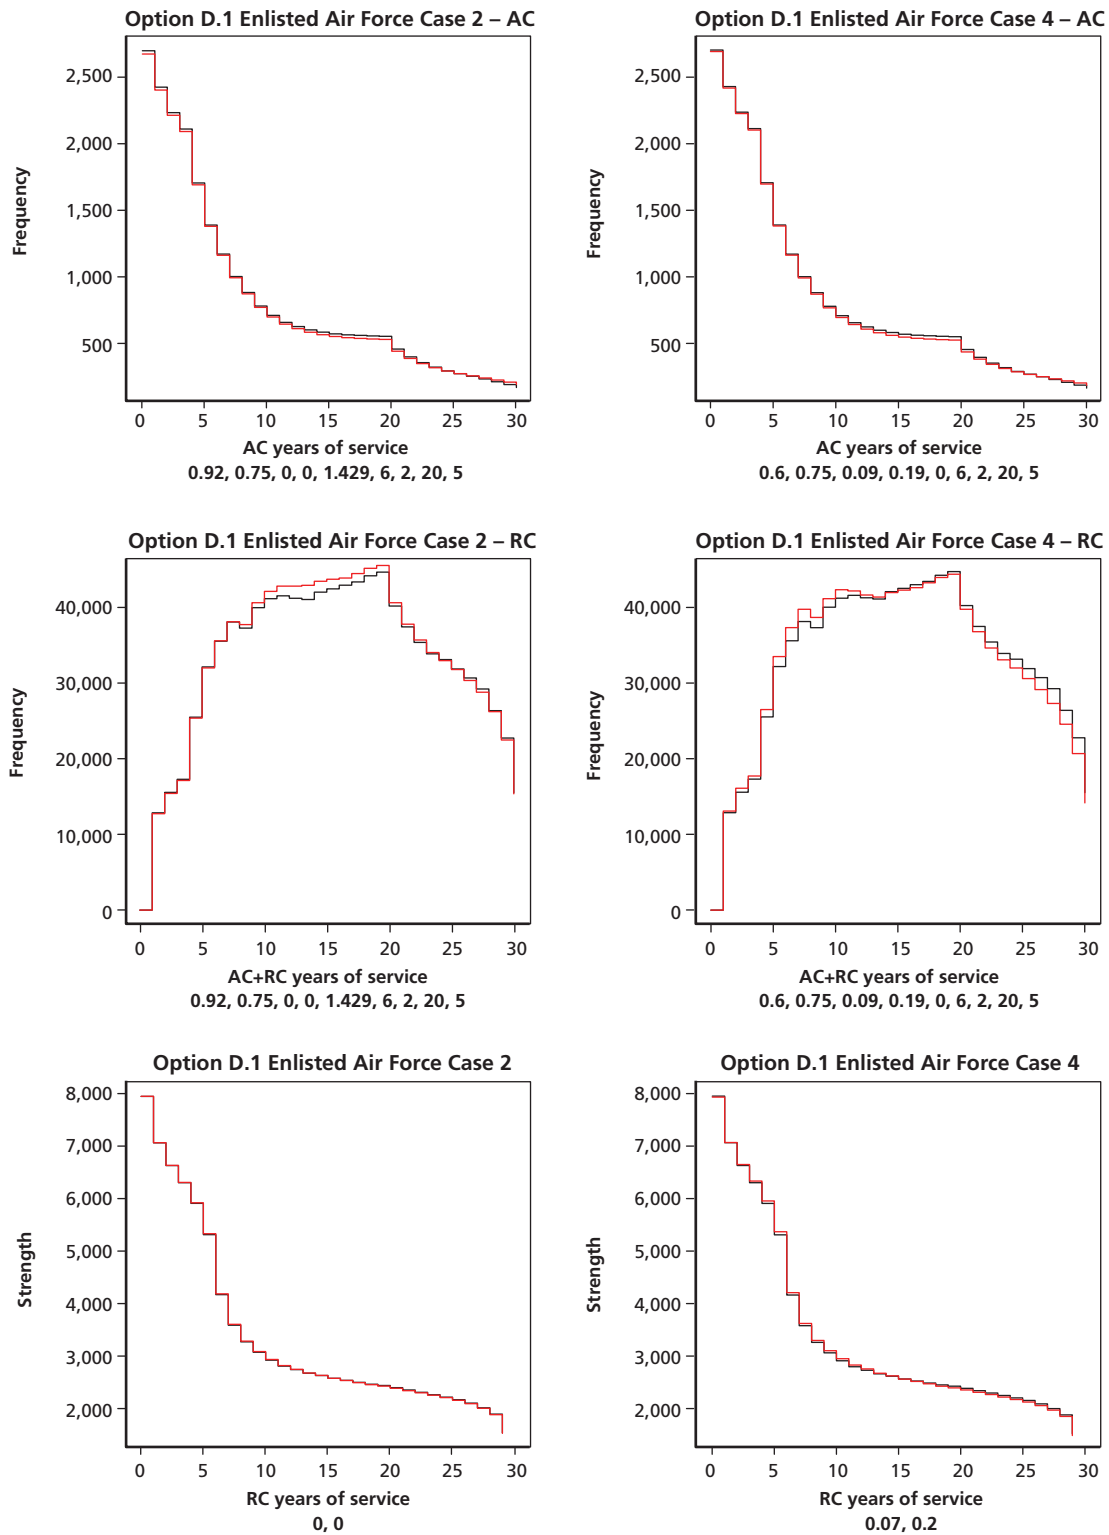 Option D.1 Enlisted Air Force Case 2 – AC
Frequency
2,500
2,000
1,500
1,000
500
0 5 10 15 20 25 30
AC years of service
0.92, 0.75, 0, 0, 1.429, 6, 2, 20, 5
Option D.1 Enlisted Air Force Case 4 – AC
Frequency
2,500
2,000
1,500
1,000
500
0 5 10 15 20 25 30
AC years of service
0.6, 0.75, 0.09, 0.19, 0, 6, 2, 20, 5
Option D.1 Enlisted Air Force Case 2 – RC
Frequency
40,000
30,000
20,000
10,000
0
0 5 10 15 20 25 30
AC+RC years of service
0.92, 0.75, 0, 0, 1.429, 6, 2, 20, 5
Option D.1 Enlisted Air Force Case 4 – RC
Frequency
40,000
30,000
20,000
10,000
0
0 5 10 15 20 25 30
AC+RC years of service
0.6, 0.75, 0.09, 0.19, 0, 6, 2, 20, 5
Option D.1 Enlisted Air Force Case 2
Strength
8,000
7,000
6,000
5,000
4,000
3,000
2,000
0 5 10 15 20 25 30
RC years of service
0, 0
Option D.1 Enlisted Air Force Case 4
Strength
8,000
7,000
6,000
5,000
4,000
3,000
2,000
0 5 10 15 20 25 30
RC years of service
0.07, 0.2